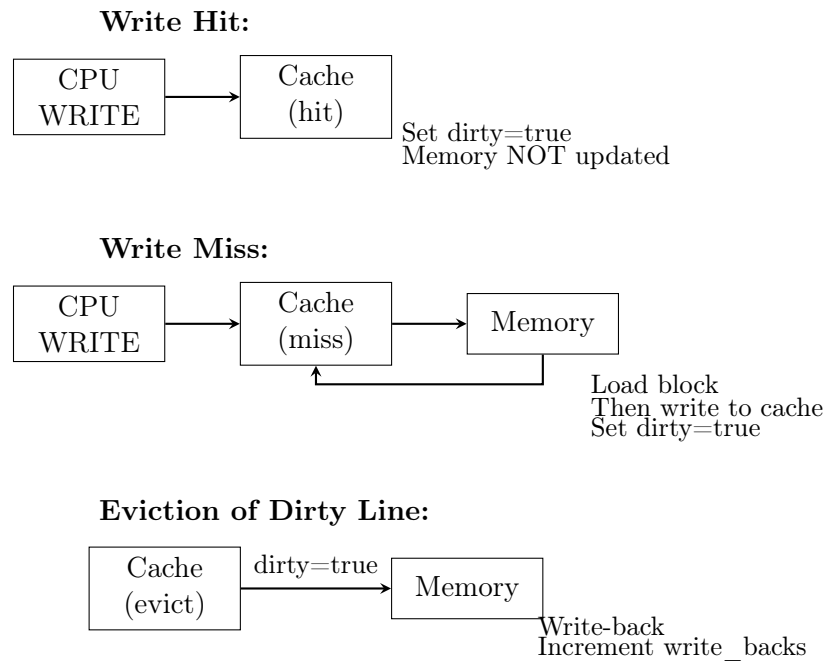 Write Hit:
CPU
WRITE
Cache
(hit)
Set dirty=true
Memory NOT updated
Write Miss:
CPU
WRITE
Cache
(miss)
Memory
Load block
Then write to cache
Set dirty=true
Eviction of Dirty Line:
Cache
(evict)
dirty=true
Memory
Write-back
Increment write_backs